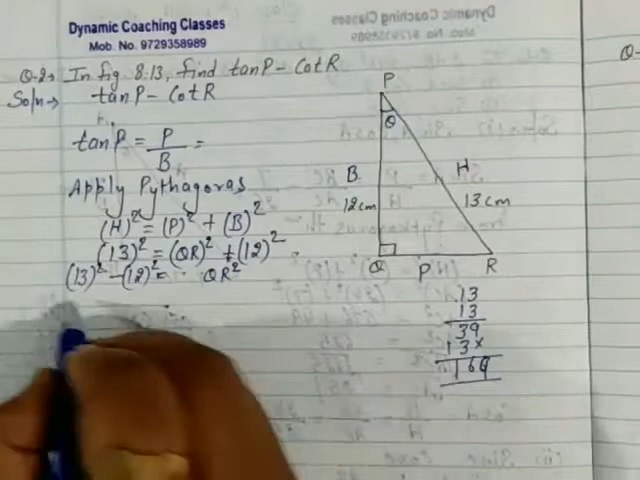 Dynamic Coaching Classes
Mob. No. 9729358989
Q-2 → In fig 8.13, find tanP - CotR
Soln → tanP - CotR
tanP = P/B =
Apply Pythagoras
(H)² = (P)² + (B)²
(13)² = (QR)² + (12)²
(13)² - (12)² = QR²
P
θ
B
H
12cm
13cm
Q
P
R
13
13
39
13×
169
Q-